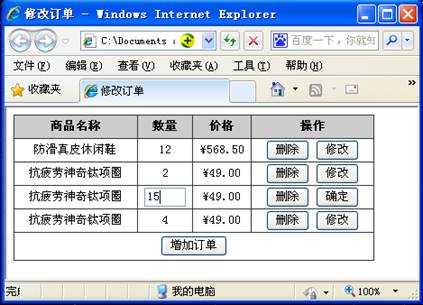 修改订单 - Windows Internet Explorer
C:\Documents 百度一下，你就知
文件(F) 编辑(E) 查看(V) 收藏夹(A) 工具(T) 帮助(H)
收藏夹 修改订单
商品名称 数量 价格 操作
防滑真皮休闲鞋 12 ¥568.50 删除 修改
抗疲劳神奇钛项圈 2 ¥49.00 删除 修改
抗疲劳神奇钛项圈 15 ¥49.00 删除 确定
抗疲劳神奇钛项圈 4 ¥49.00 删除 修改
增加订单
我的电脑 100%